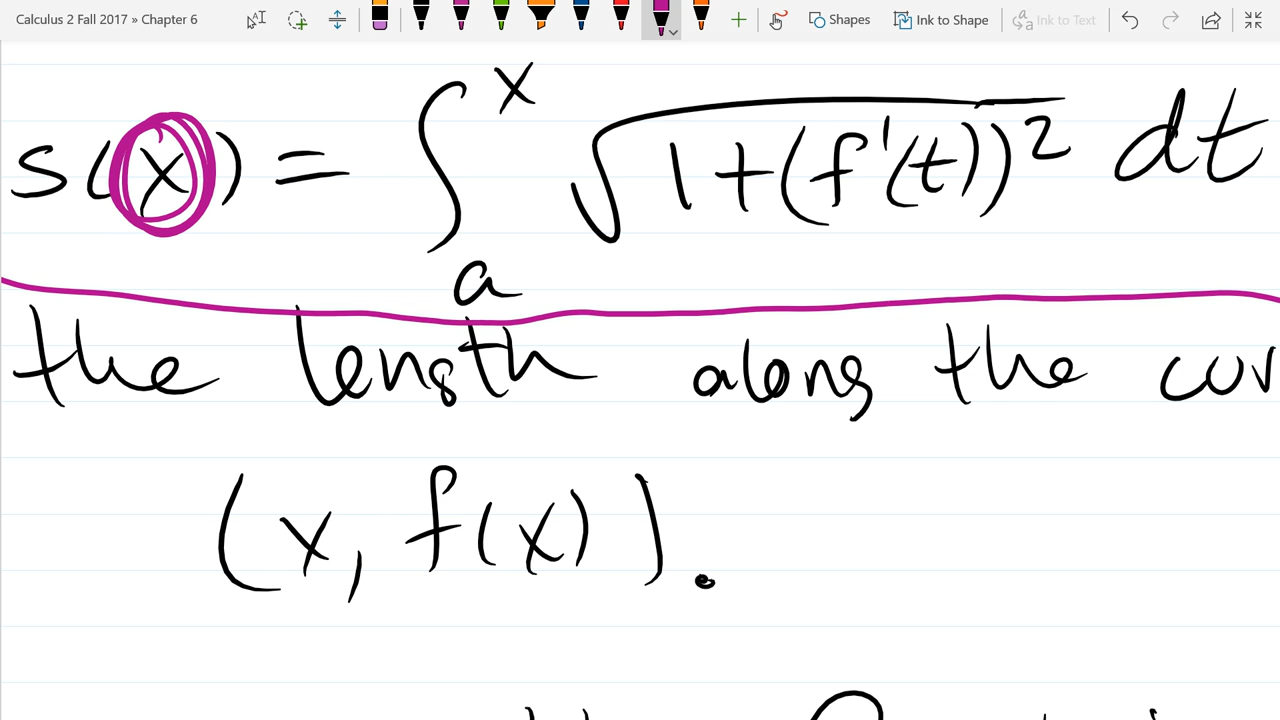 Calculus 2 Fall 2017 » Chapter 6
Shapes
Ink to Shape
Ink to Text
s(x) = ∫ₐˣ √(1+(f'(t))²) dt
the length along the cur
(x, f(x)).